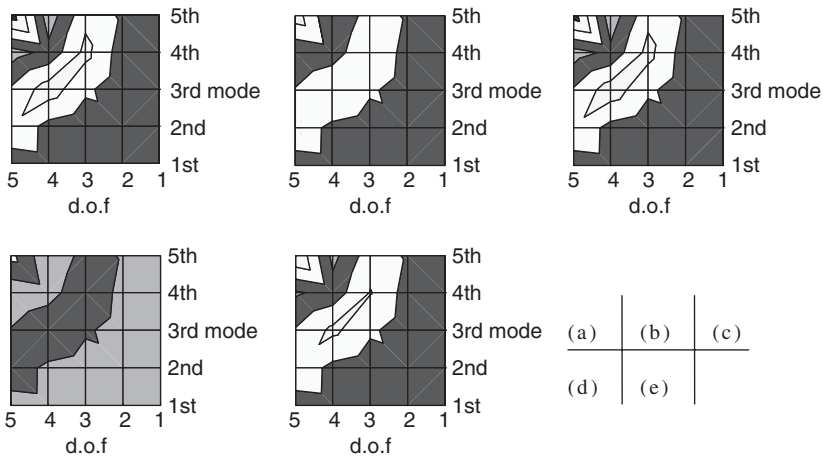 5th
4th
3rd mode
2nd
1st
5 4 3 2 1
d.o.f
5th
4th
3rd mode
2nd
1st
5 4 3 2 1
d.o.f
5th
4th
3rd mode
2nd
1st
5 4 3 2 1
d.o.f
5th
4th
3rd mode
2nd
1st
5 4 3 2 1
d.o.f
5th
4th
3rd mode
2nd
1st
5 4 3 2 1
d.o.f
(a) (b) (c)
(d) (e)